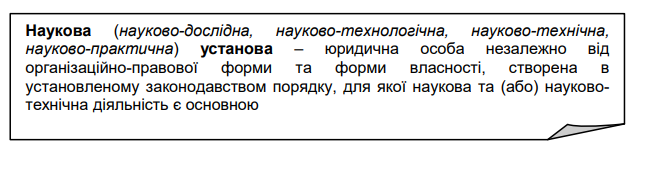 Наукова (науково-дослідна, науково-технологічна, науково-технічна,
науково-практична) установа – юридична особа незалежно від
організаційно-правової форми та форми власності, створена в
установленому законодавством порядку, для якої наукова та (або) науково-
технічна діяльність є основною